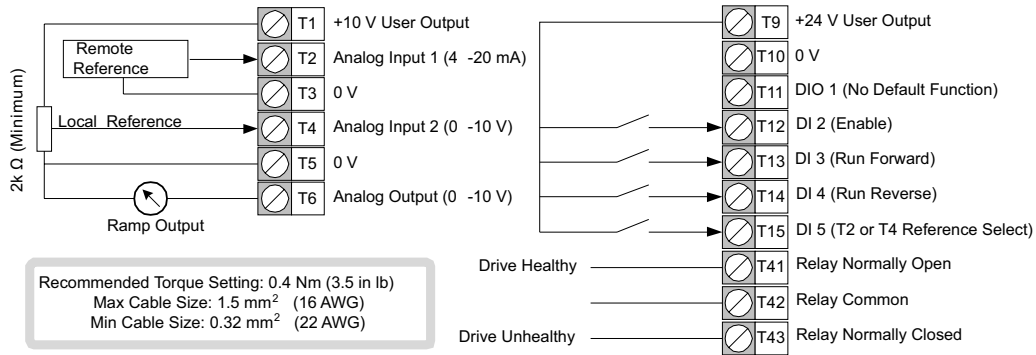 T1 +10 V User Output
Remote Reference
T2 Analog Input 1 (4 -20 mA)
T3 0 V
2k Ω (Minimum)
Local Reference
T4 Analog Input 2 (0 -10 V)
T5 0 V
T6 Analog Output (0 -10 V)
Ramp Output
Recommended Torque Setting: 0.4 Nm (3.5 in lb)
Max Cable Size: 1.5 mm² (16 AWG)
Min Cable Size: 0.32 mm² (22 AWG)
T9 +24 V User Output
T10 0 V
T11 DIO 1 (No Default Function)
T12 DI 2 (Enable)
T13 DI 3 (Run Forward)
T14 DI 4 (Run Reverse)
T15 DI 5 (T2 or T4 Reference Select)
Drive Healthy T41 Relay Normally Open
T42 Relay Common
Drive Unhealthy T43 Relay Normally Closed